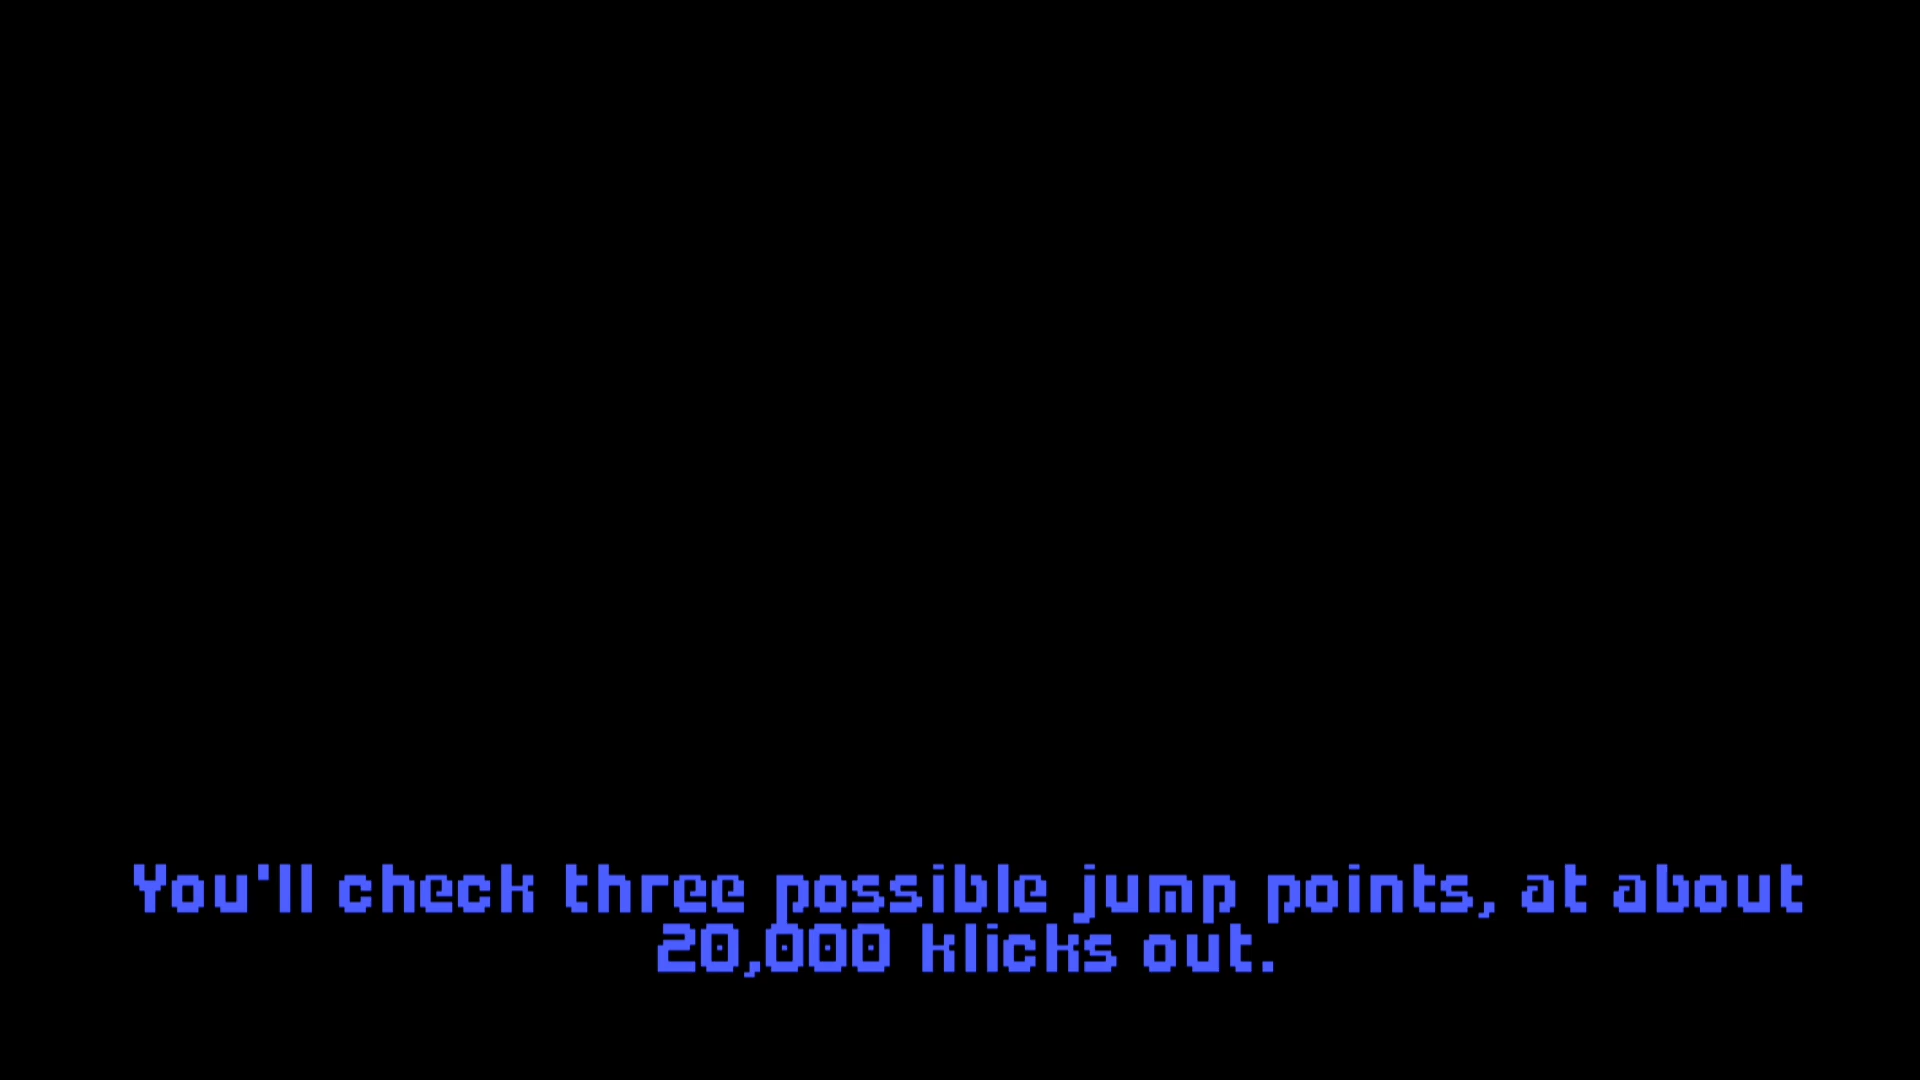 You'll check three possible jump points, at about
20,000 klicks out.